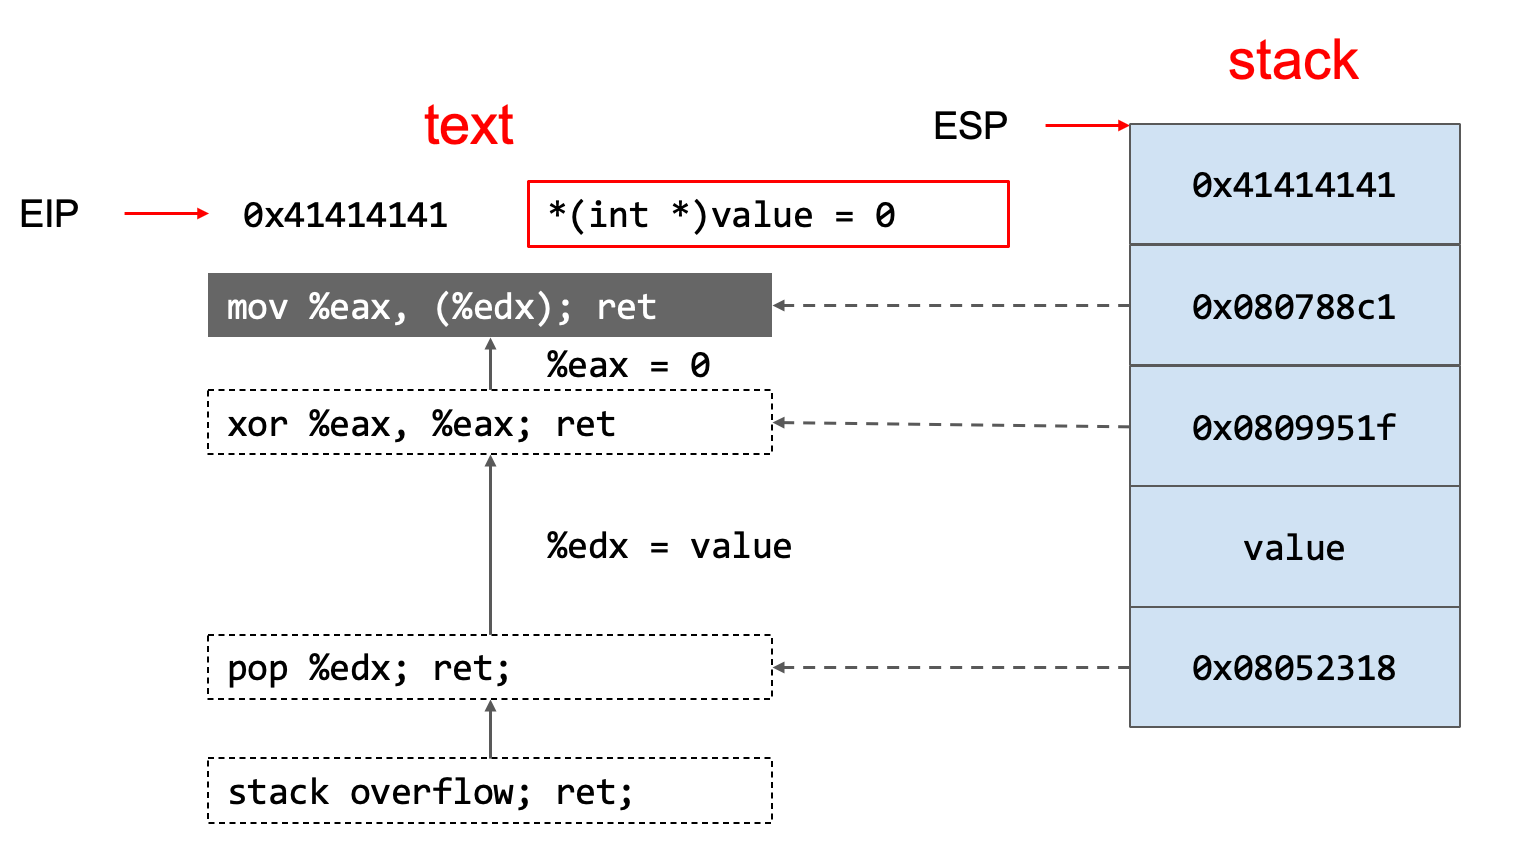 stack
text
ESP
EIP
0x41414141
*(int *)value = 0
0x41414141
mov %eax, (%edx); ret
0x080788c1
%eax = 0
xor %eax, %eax; ret
0x0809951f
%edx = value
value
pop %edx; ret;
0x08052318
stack overflow; ret;